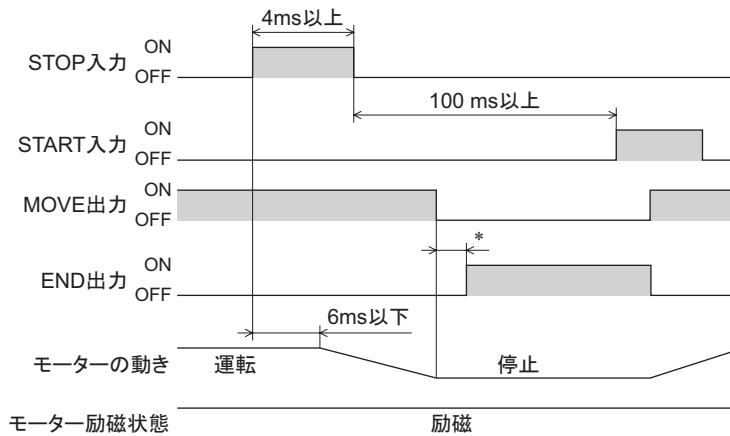 4ms以上
STOP入力
ON
OFF
100 ms以上
START入力
ON
OFF
MOVE出力
ON
OFF
*
END出力
ON
OFF
6ms以下
モーターの動き
運転
停止
モーター励磁状態
励磁